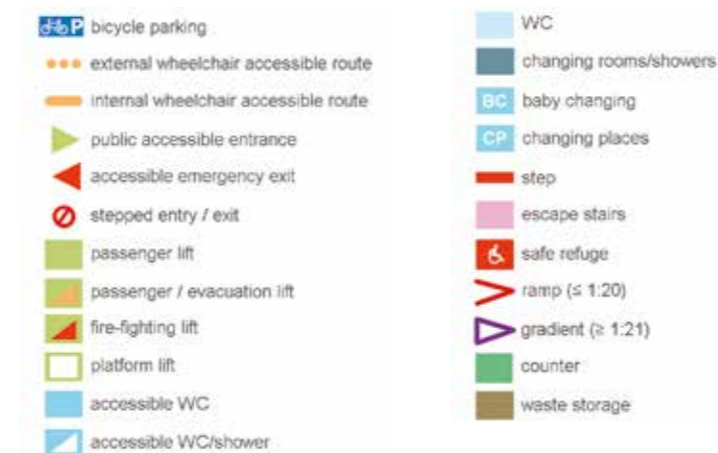 P bicycle parking
external wheelchair accessible route
internal wheelchair accessible route
public accessible entrance
accessible emergency exit
stepped entry / exit
passenger lift
passenger / evacuation lift
fire-fighting lift
platform lift
accessible WC
accessible WC/shower
WC
changing rooms/showers
BC baby changing
CP changing places
step
escape stairs
safe refuge
ramp (≤ 1:20)
gradient (≥ 1:21)
counter
waste storage